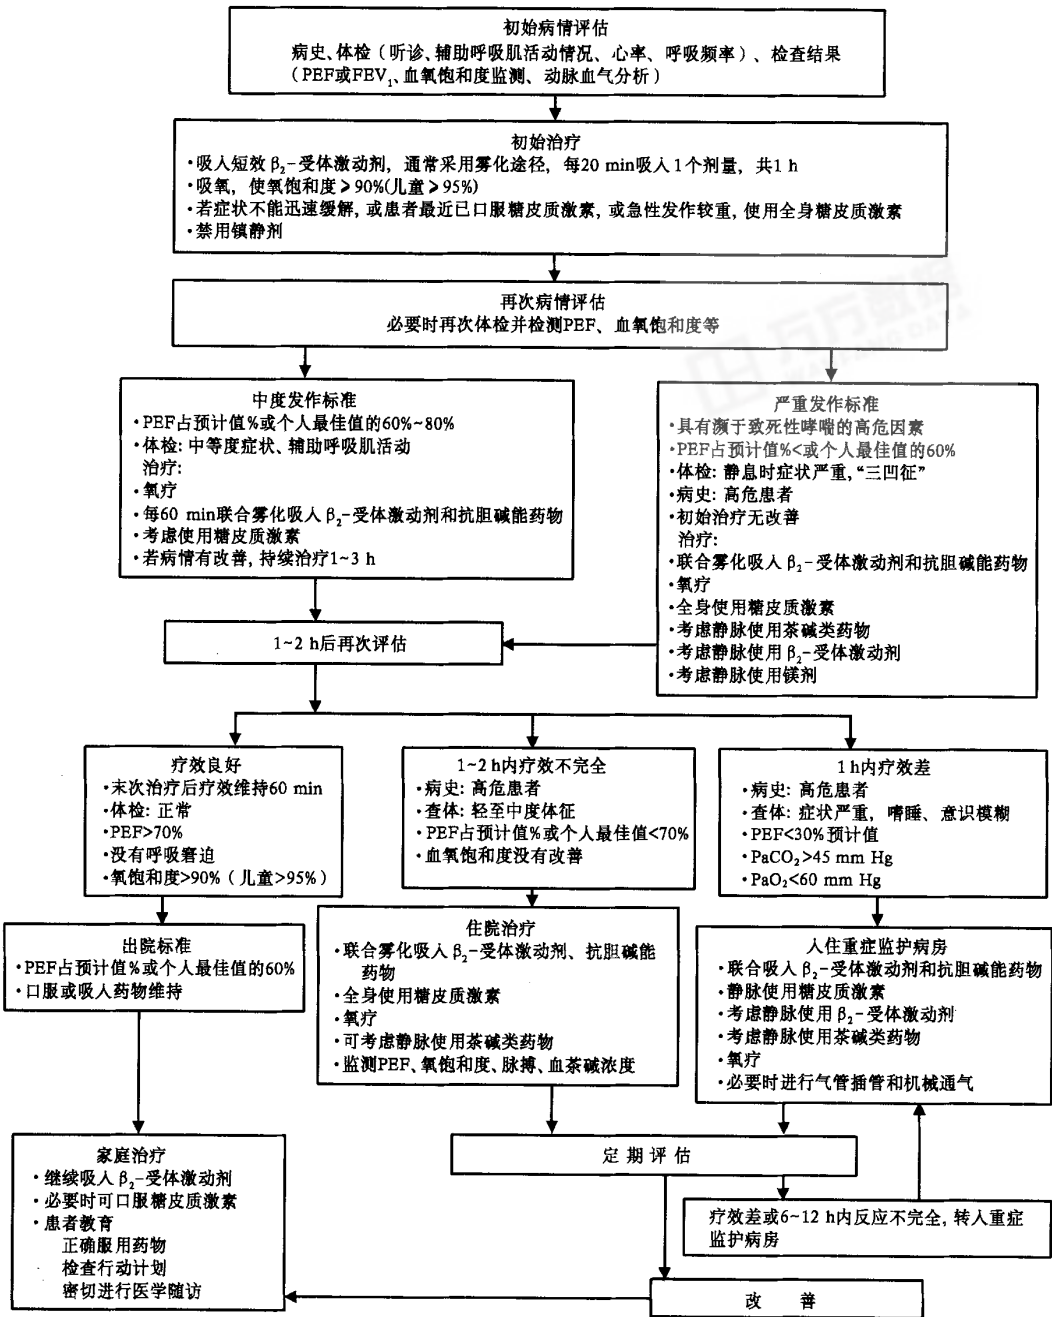 初始病情评估
病史、体检(听诊、辅助呼吸肌活动情况、心率、呼吸频率)、检查结果
(PEF或FEV₁、血氧饱和度监测、动脉血气分析)
初始治疗
·吸入短效β₂-受体激动剂,通常采用雾化途径,每20 min吸入1个剂量,共1 h
·吸氧,使氧饱和度≥90%(儿童≥95%)
·若症状不能迅速缓解,或患者最近已口服糖皮质激素,或急性发作较重,使用全身糖皮质激素
·禁用镇静剂
再次病情评估
必要时再次体检并检测PEF、血氧饱和度等
万方数据
WANFANG DATA
中度发作标准
·PEF占预计值%或个人最佳值的60%~80%
·体检:中等度症状、辅助呼吸肌活动
治疗:
·氧疗
·每60 min联合雾化吸入β₂-受体激动剂和抗胆碱能药物
·考虑使用糖皮质激素
·若病情有改善,持续治疗1~3 h
严重发作标准
·具有濒于致死性哮喘的高危因素
·PEF占预计值%<或个人最佳值的60%
·体检:静息时症状严重,“三凹征”
·病史:高危患者
·初始治疗无改善
治疗:
·联合雾化吸入β₂-受体激动剂和抗胆碱能药物
·氧疗
·全身使用糖皮质激素
·考虑静脉使用茶碱类药物
·考虑静脉使用β₂-受体激动剂
·考虑静脉使用镁剂
1~2 h后再次评估
疗效良好
·末次治疗后疗效维持60 min
·体检:正常
·PEF>70%
·没有呼吸窘迫
·氧饱和度>90%(儿童>95%)
1~2 h内疗效不完全
·病史:高危患者
·查体:轻至中度体征
·PEF占预计值%或个人最佳值<70%
·血氧饱和度没有改善
1 h内疗效差
·病史:高危患者
·查体:症状严重,嗜睡、意识模糊
·PEF<30%预计值
·PaCO₂>45 mm Hg
·PaO₂<60 mm Hg
出院标准
·PEF占预计值%或个人最佳值的60%
·口服或吸入药物维持
住院治疗
·联合雾化吸入β₂-受体激动剂、抗胆碱能
药物
·全身使用糖皮质激素
·氧疗
·可考虑静脉使用茶碱类药物
·监测PEF、氧饱和度、脉搏、血茶碱浓度
入住重症监护病房
·联合吸入β₂-受体激动剂和抗胆碱能药物
·静脉使用糖皮质激素
·考虑静脉使用β₂-受体激动剂
·考虑静脉使用茶碱类药物
·氧疗
·必要时进行气管插管和机械通气
家庭治疗
·继续吸入β₂-受体激动剂
·必要时可口服糖皮质激素
·患者教育
正确服用药物
检查行动计划
密切进行医学随访
定期评估
疗效差或6~12 h内反应不完全,转入重症
监护病房
改 善